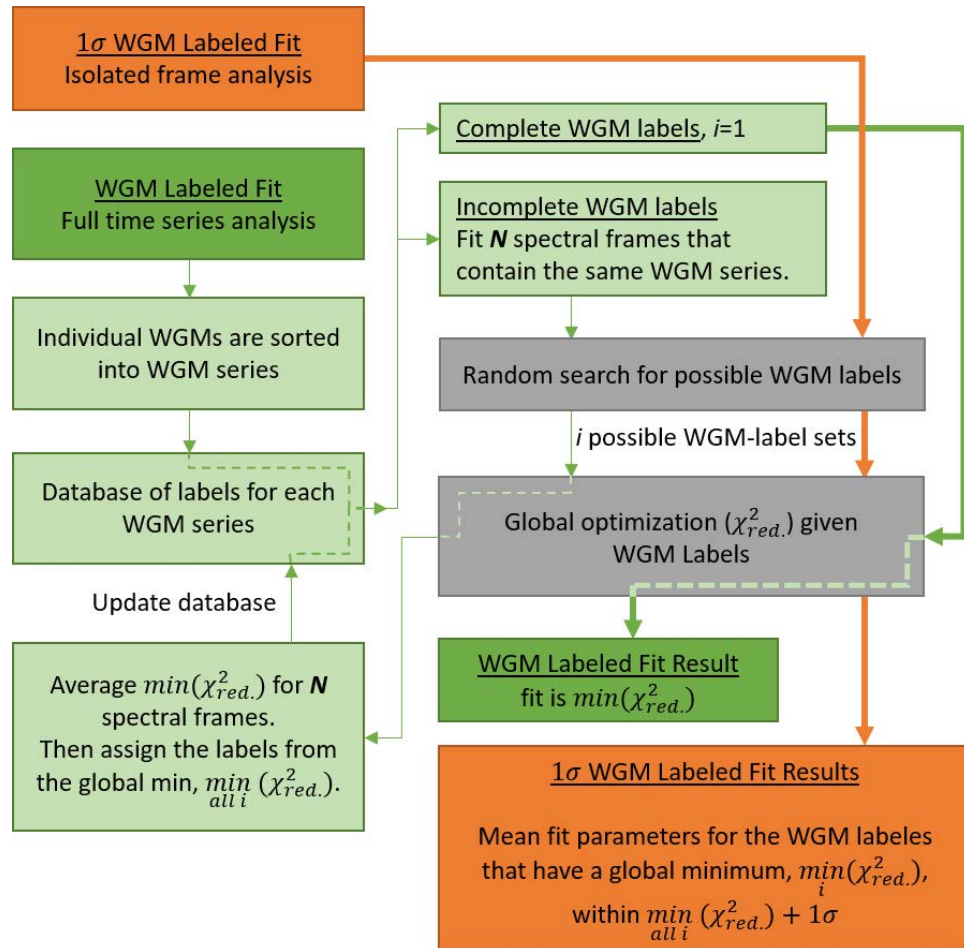 1σ WGM Labeled Fit
Isolated frame analysis
WGM Labeled Fit
Full time series analysis
Individual WGMs are sorted
into WGM series
Database of labels for each
WGM series
Update database
Average min(χ²red.) for N
spectral frames.
Then assign the labels from
the global min, min all i (χ²red.).
Complete WGM labels, i=1
Incomplete WGM labels
Fit N spectral frames that
contain the same WGM series.
Random search for possible WGM labels
i possible WGM-label sets
Global optimization (χ²red.) given
WGM Labels
WGM Labeled Fit Result
fit is min(χ²red.)
1σ WGM Labeled Fit Results
Mean fit parameters for the WGM labeles
that have a global minimum, min i (χ²red.),
within min all i (χ²red.) + 1σ